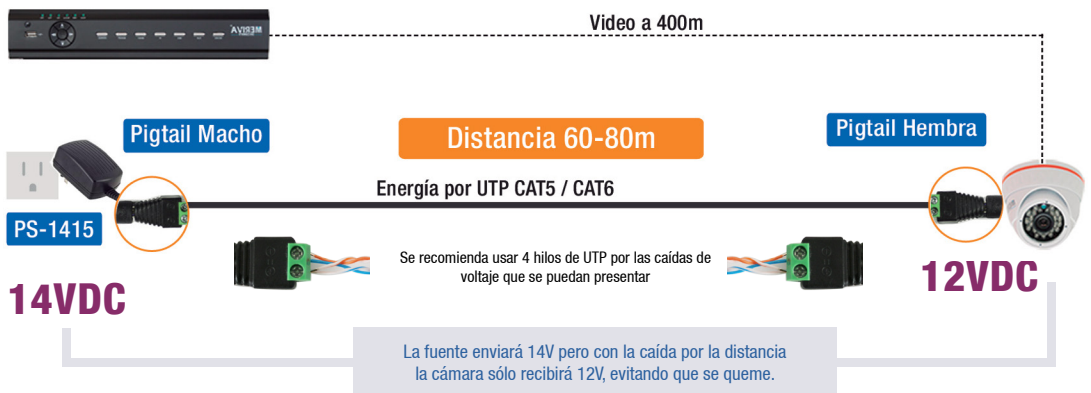 MERIVA
Video a 400m
Pigtail Macho
Distancia 60-80m
Pigtail Hembra
Energía por UTP CAT5 / CAT6
PS-1415
Se recomienda usar 4 hilos de UTP por las caídas de
voltaje que se puedan presentar
14VDC
12VDC
La fuente enviará 14V pero con la caída por la distancia
la cámara sólo recibirá 12V, evitando que se queme.